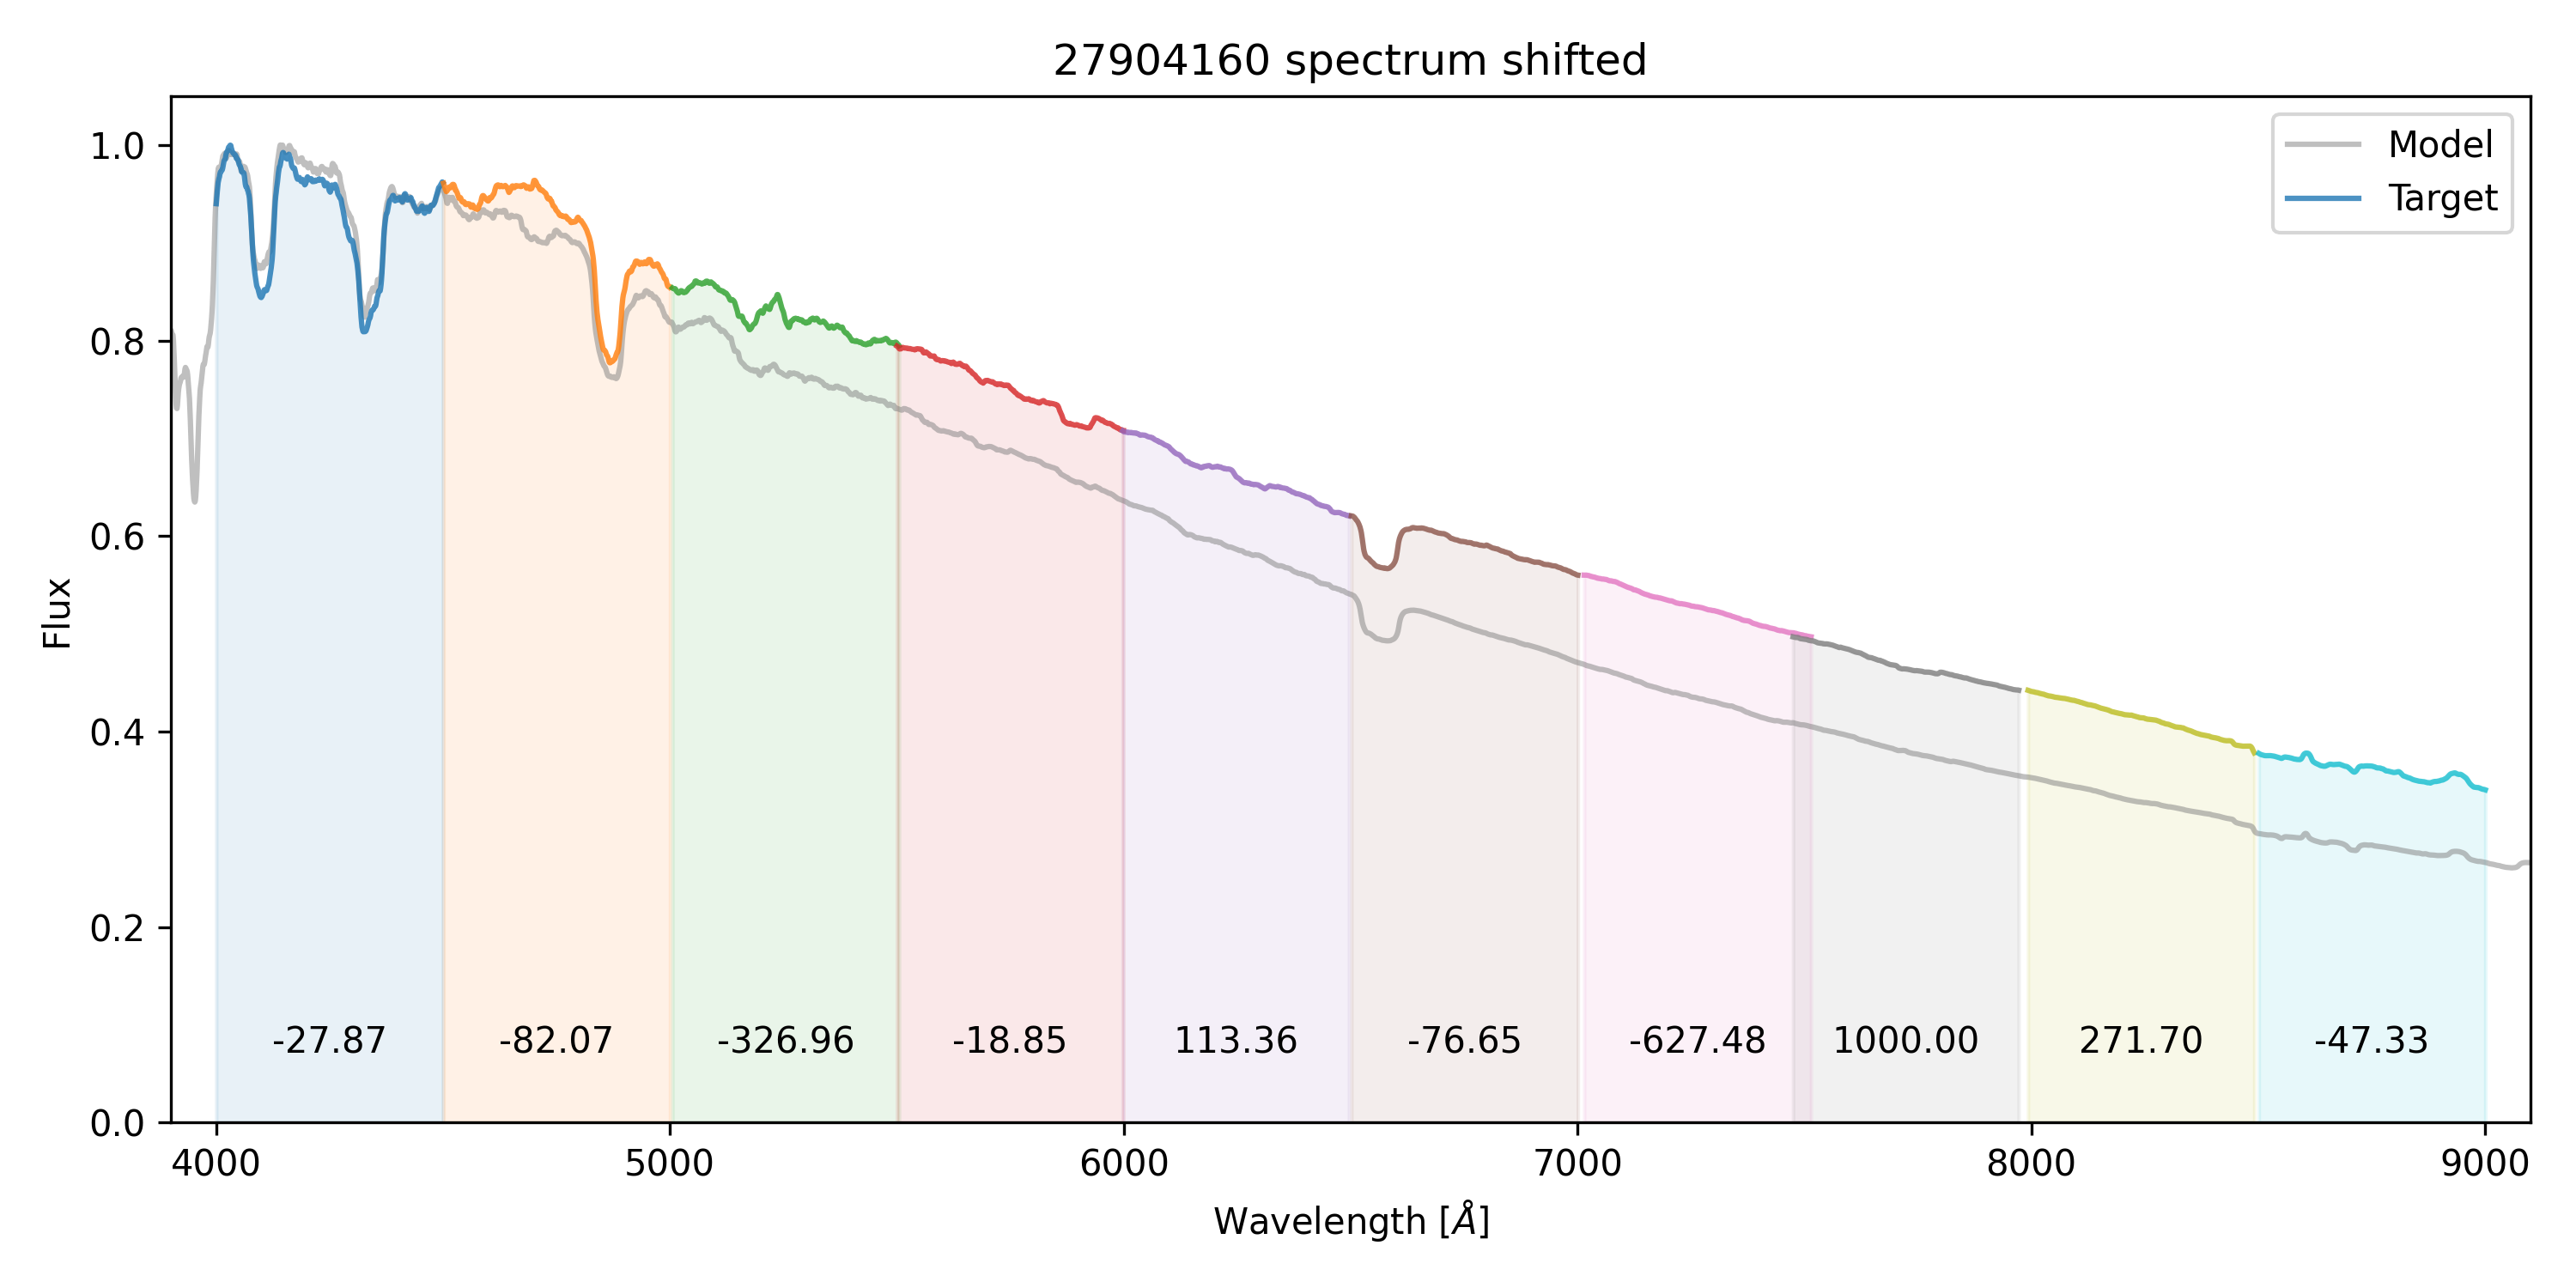 27904160 spectrum shifted
Model
Target
Flux
1.0
0.8
0.6
0.4
0.2
0.0
-27.87 -82.07 -326.96 -18.85 113.36 -76.65 -627.48 1000.00 271.70 -47.33
4000 5000 6000 7000 8000 9000
Wavelength [Å]